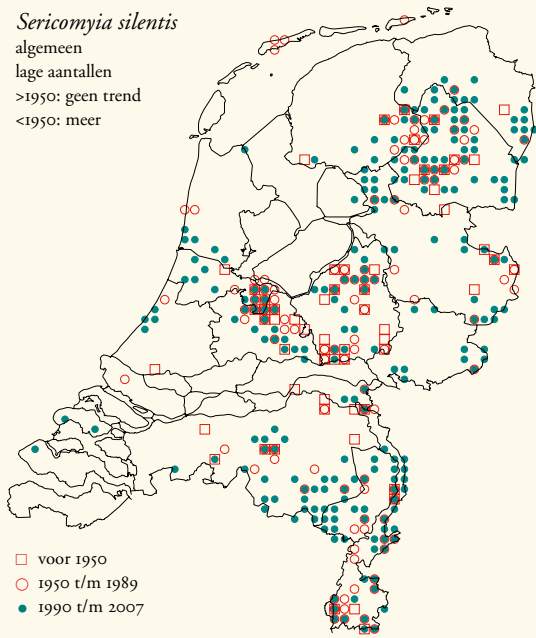 Sericomyia silentis
algemeen
lage aantallen
>1950: geen trend
<1950: meer
voor 1950
1950 t/m 1989
1990 t/m 2007